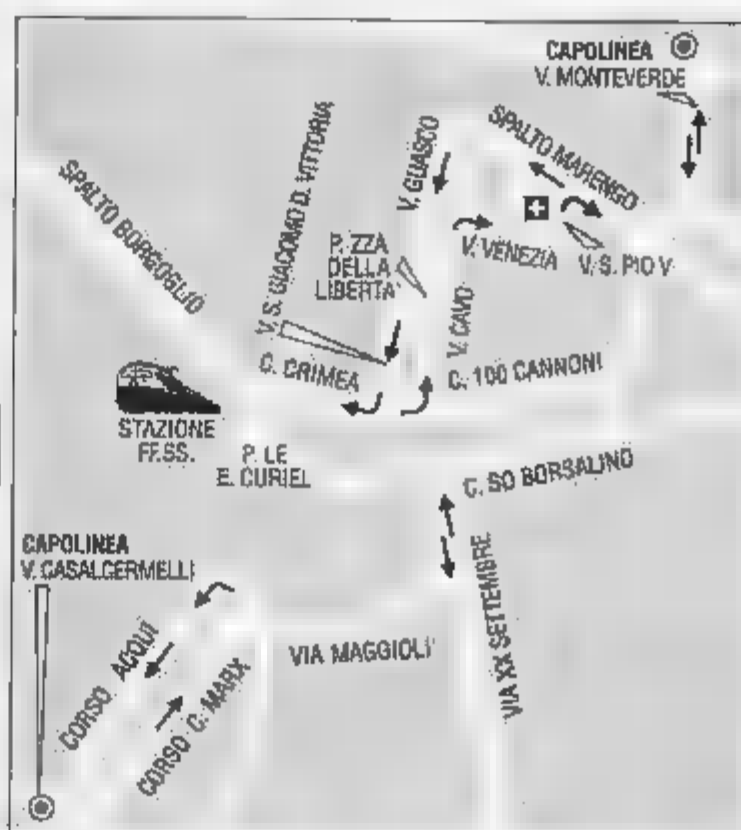 CAPOLINEA
V. MONTEVERDE
SPALTO MARENGO
V. GUASCO
V. S. GIACOMO D. VITTORIA
SPALTO BORGOGLIO
P. ZZA
DELLA
LIBERTA'
V. VENEZIA
V. S. PIO V
V. CAVO
C. CRIMEA
C. 100 CANNONI
STAZIONE
FF.SS.
P. LE
E. CURIEL
C. SO BORSALINO
CAPOLINEA
V. CASALCERMELLI
VIA XX SETTEMBRE
VIA MAGGIOLI
CORSO ACQUI
CORSO C. MARX